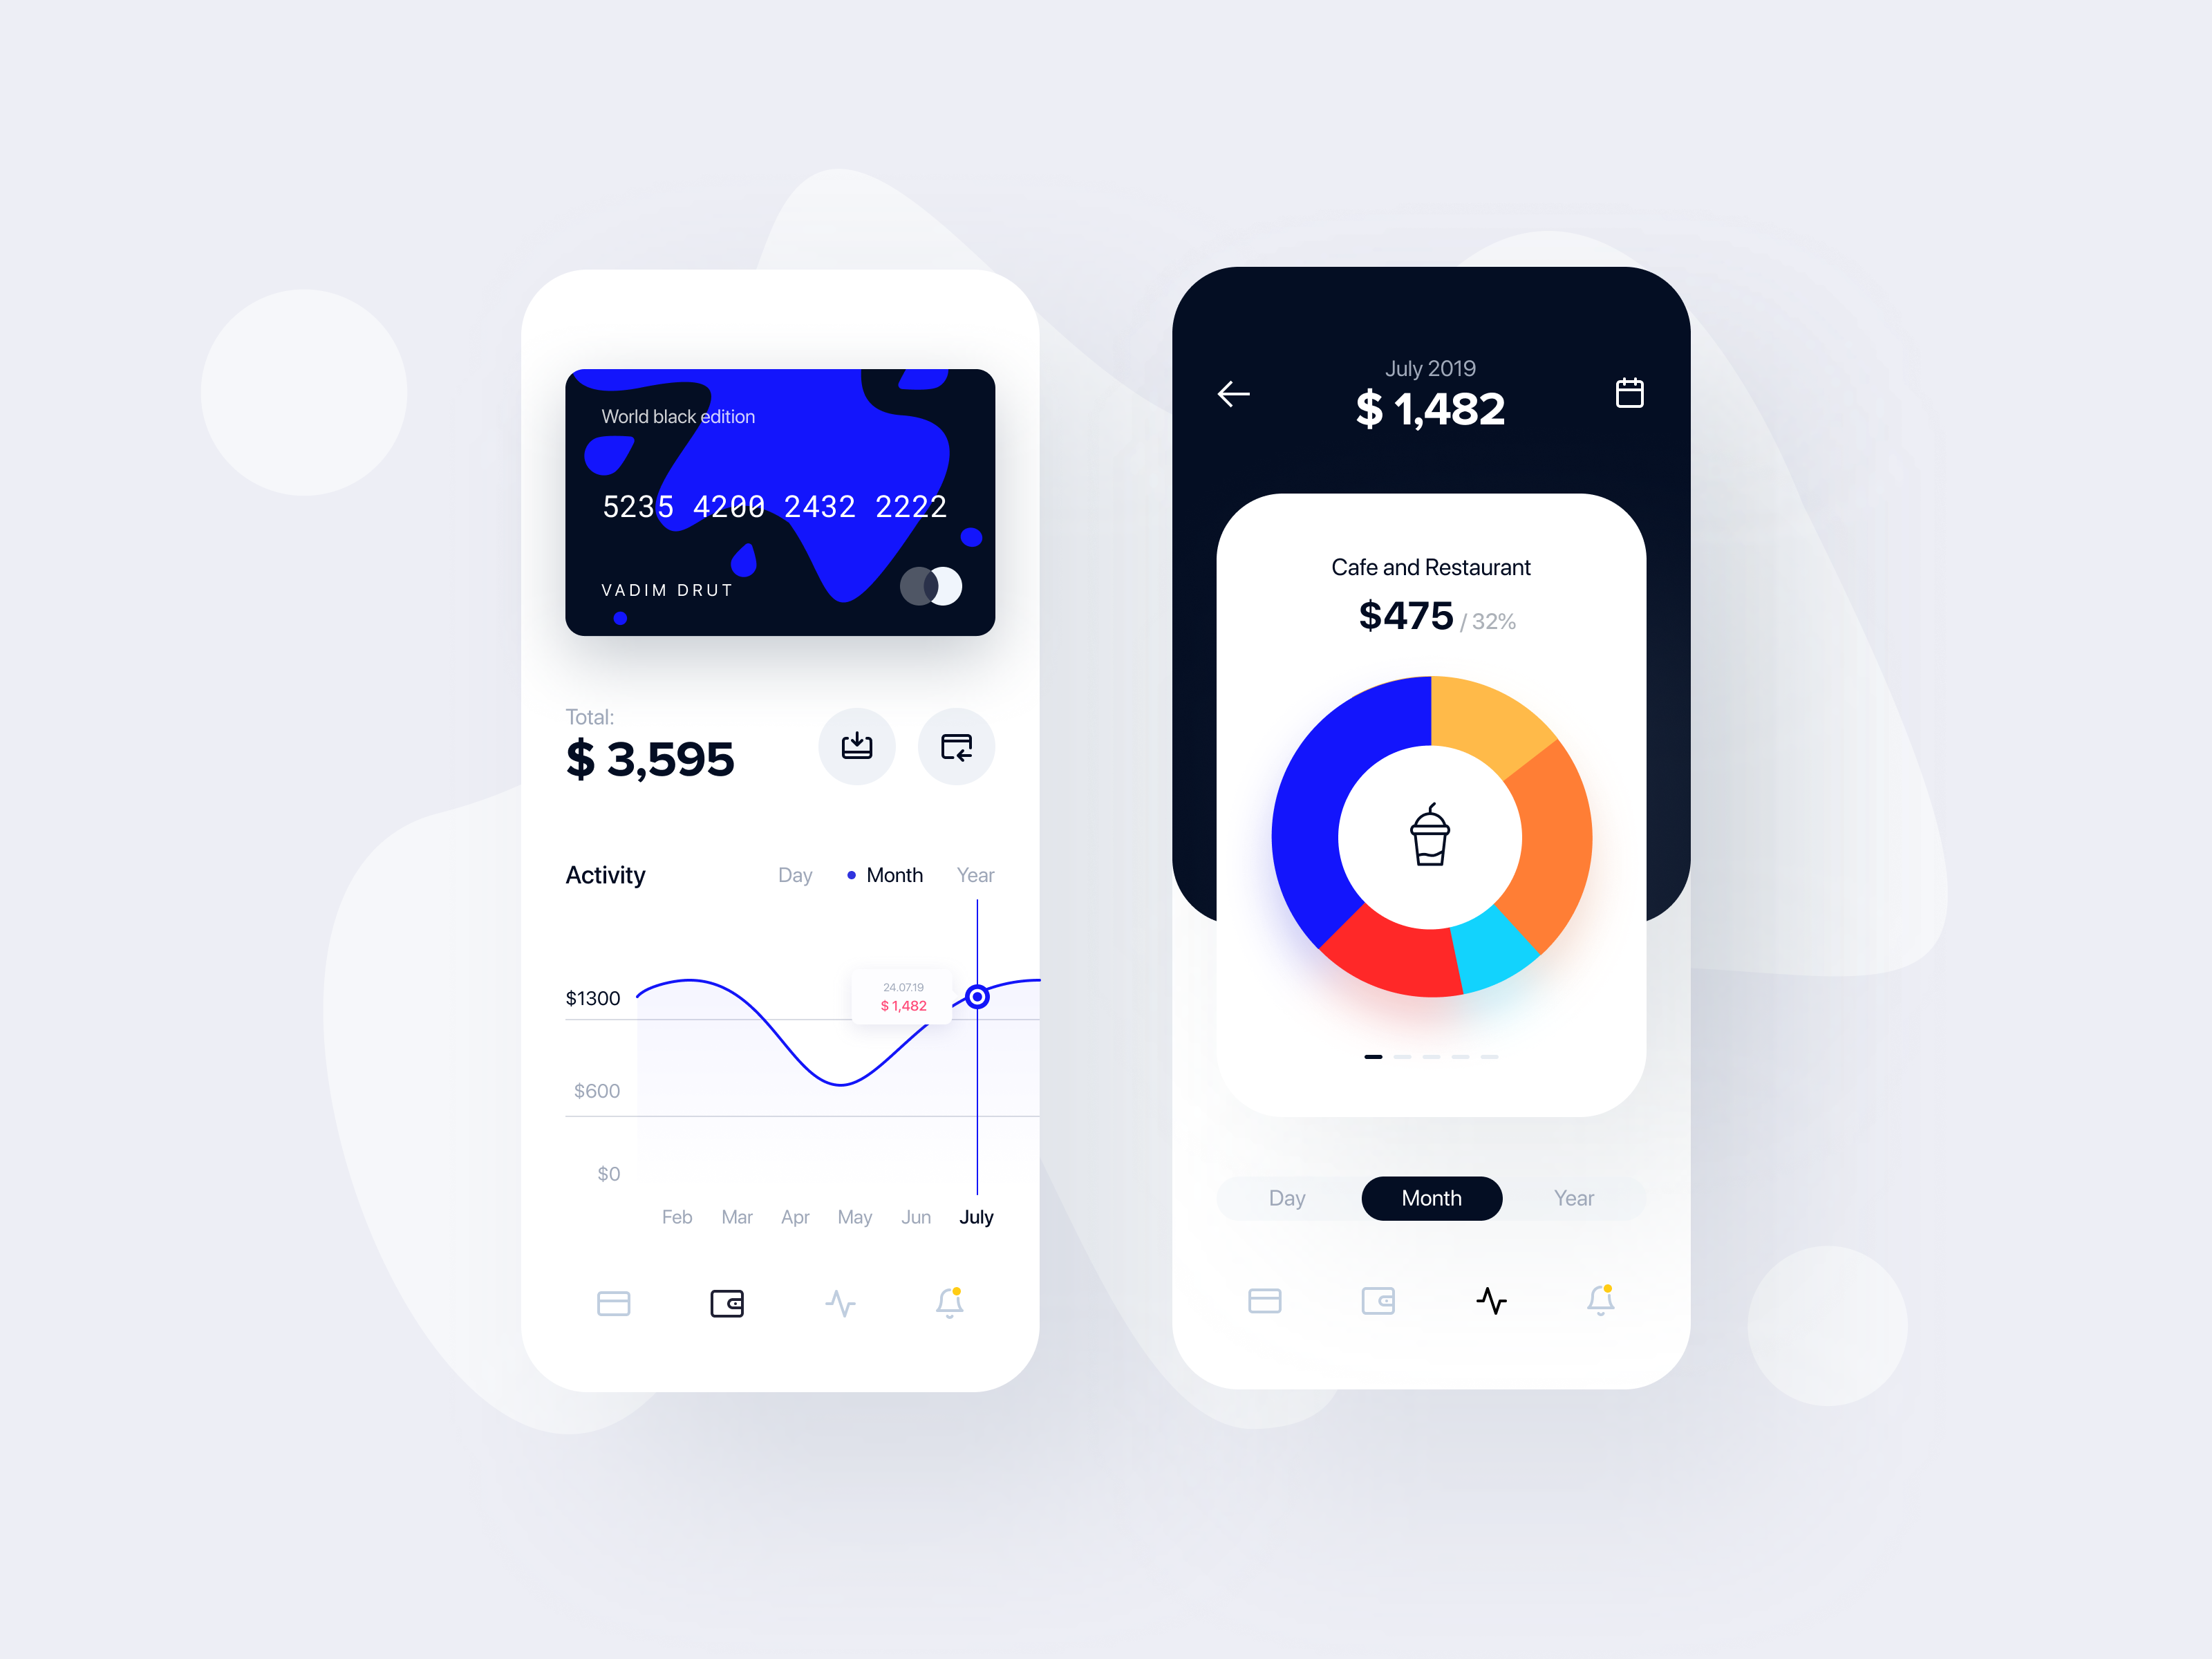 World black edition
5235 4200 2432 2222
VADIM DRUT
Total:
$ 3,595
Activity
Day
Month
Year
24.07.19
$ 1,482
$1300
$600
$0
Feb Mar Apr May Jun July
July 2019
$ 1,482
Cafe and Restaurant
$475 / 32%
Day
Month
Year